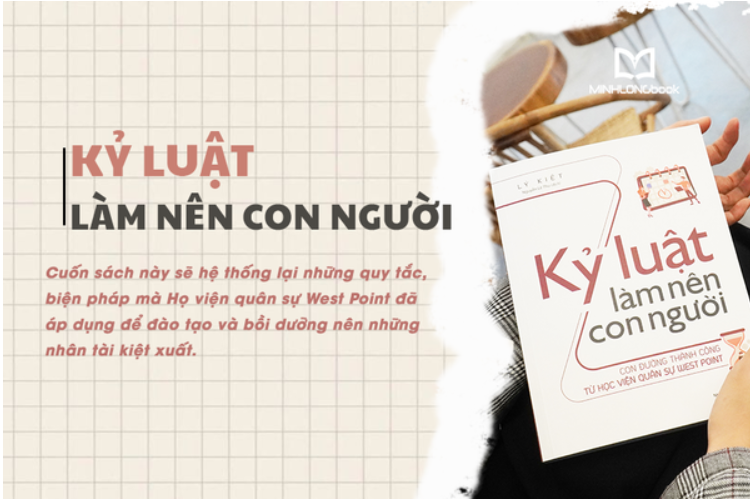 KỶ LUẬT
LÀM NÊN CON NGƯỜI
Cuốn sách này sẽ hệ thống lại những quy tắc,
biện pháp mà Họ viện quân sự West Point đã
áp dụng để đào tạo và bồi dưỡng nên những
nhân tài kiệt xuất.
MINHLONGbook
LÝ KIỆT
Kỷ luật
làm nên
con người
CON ĐƯỜNG THÀNH CÔNG
TỪ HỌC VIỆN QUÂN SỰ WEST POINT